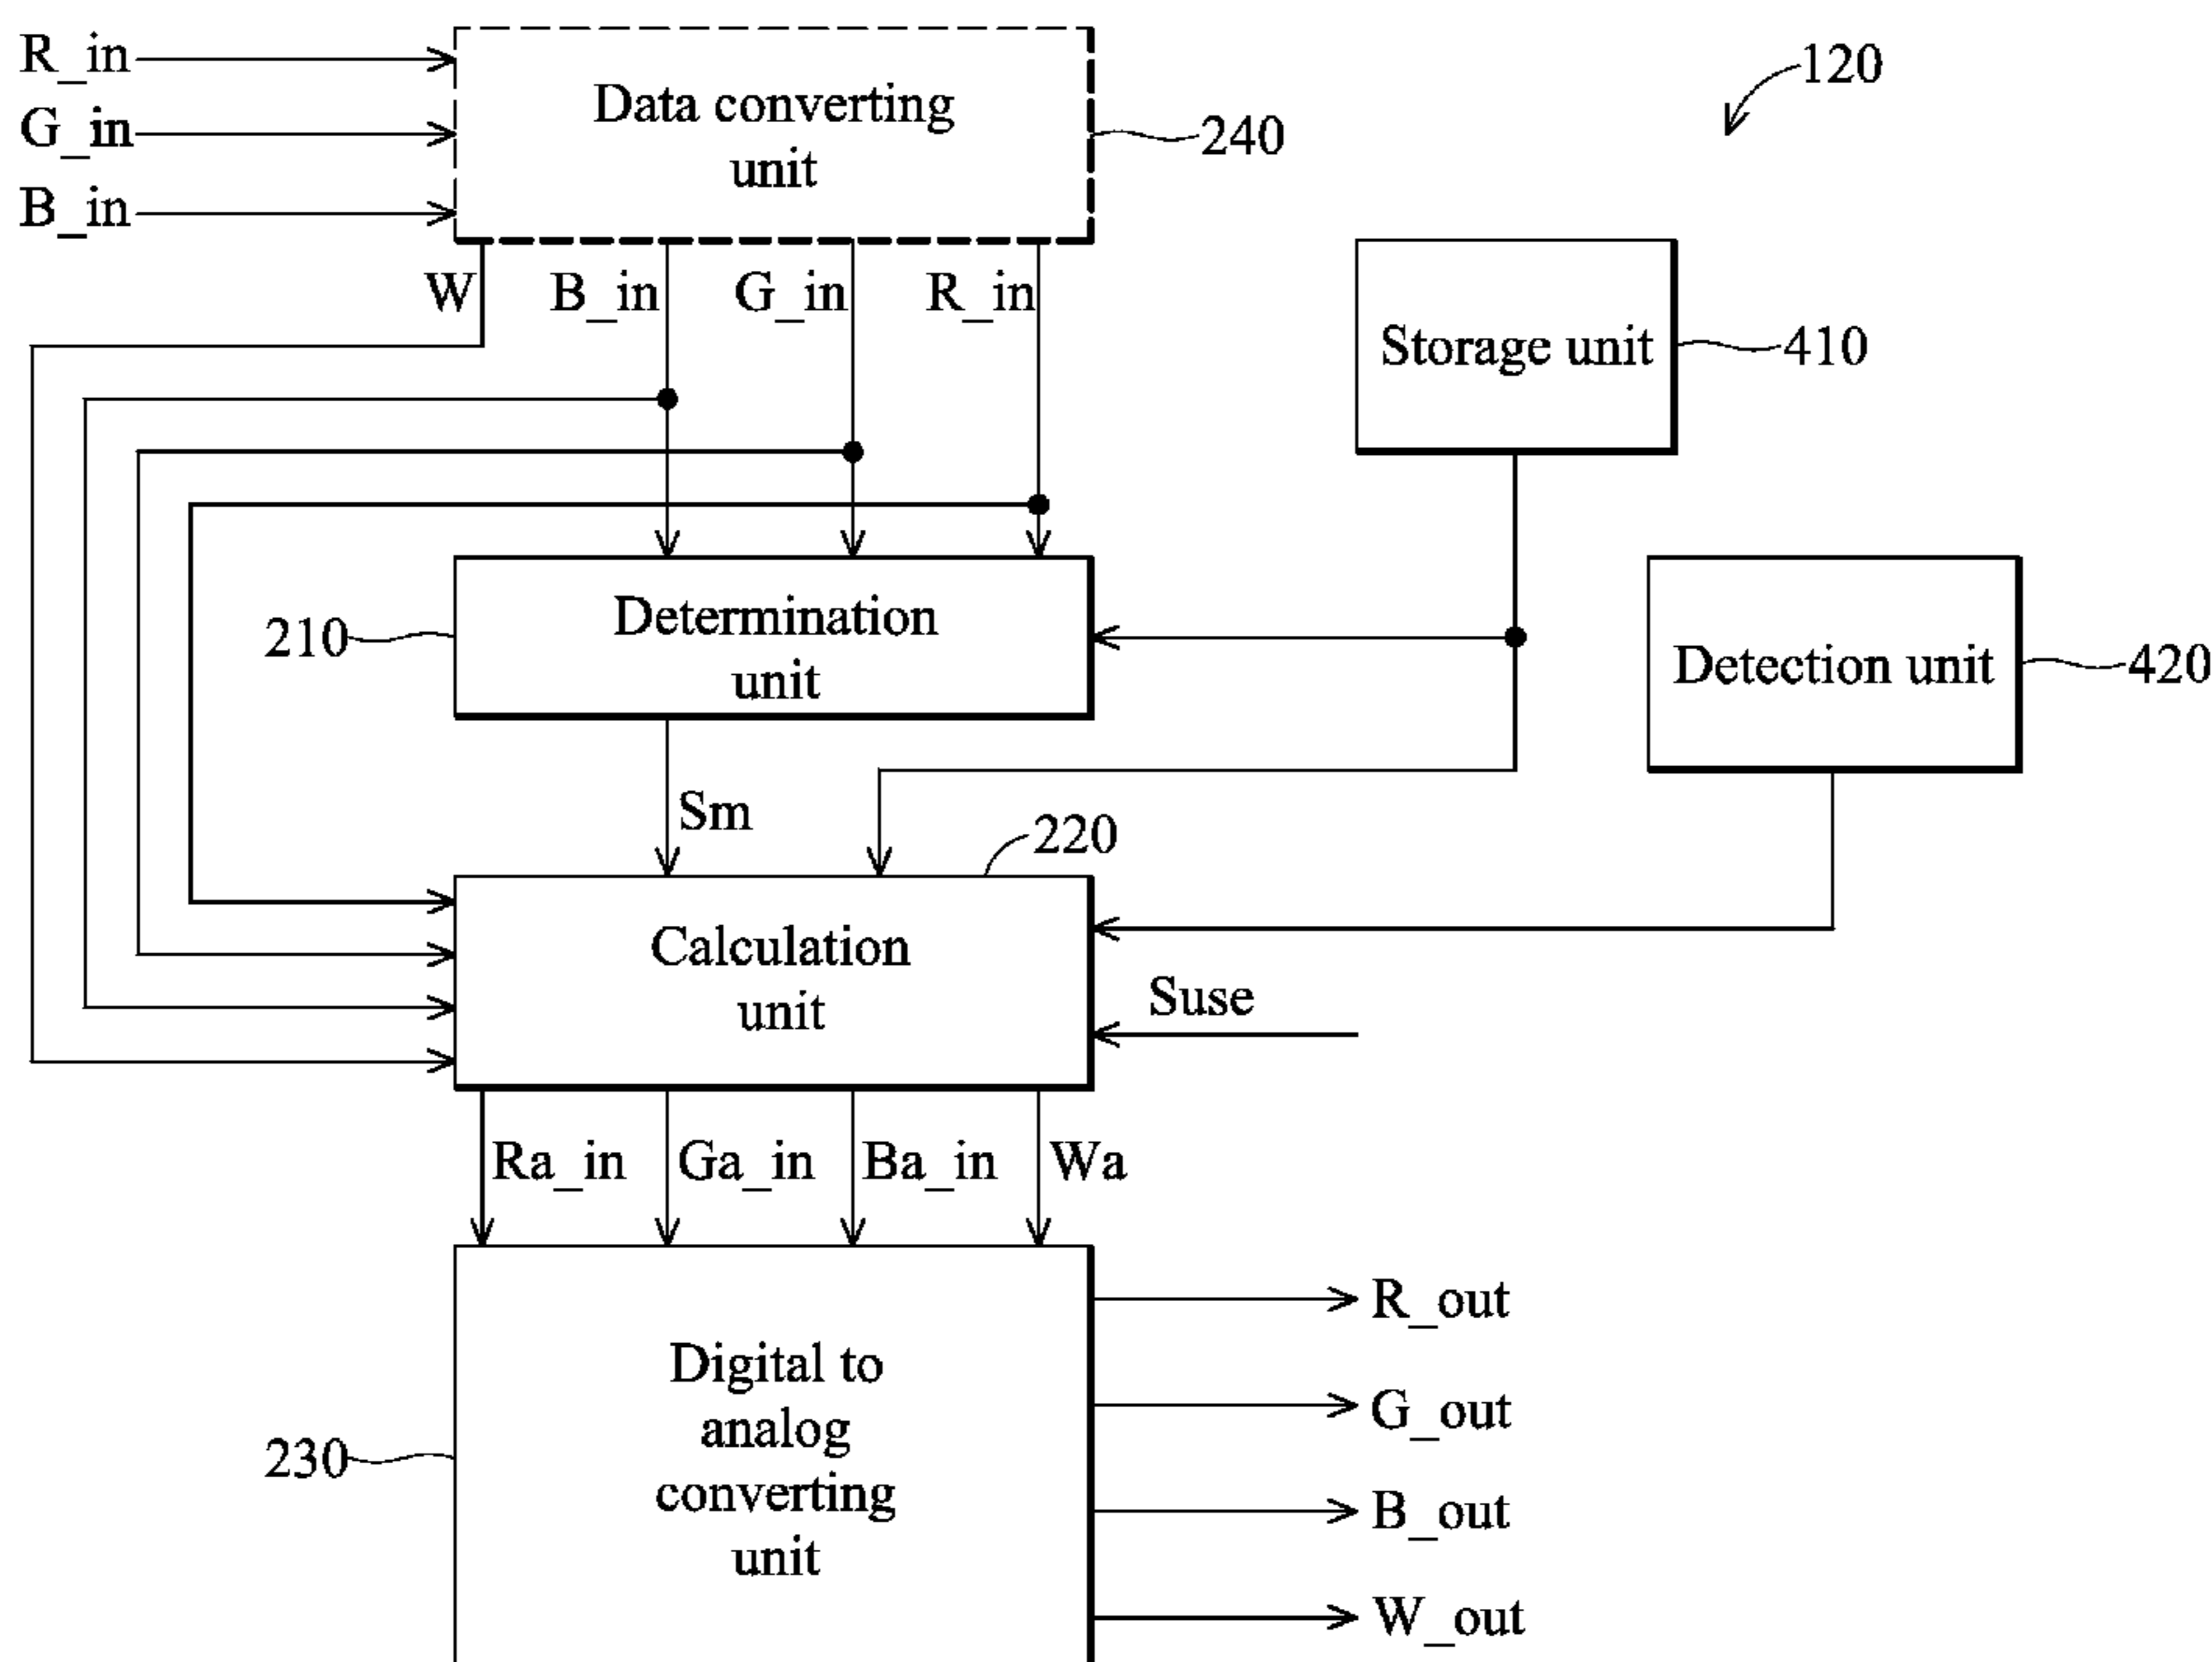 R_in
G_in
B_in
Data converting
unit
240
120
W
B_in
G_in
R_in
Storage unit
410
210
Determination
unit
Detection unit
420
Sm
220
Calculation
unit
Suse
Ra_in
Ga_in
Ba_in
Wa
230
Digital to
analog
converting
unit
R_out
G_out
B_out
W_out